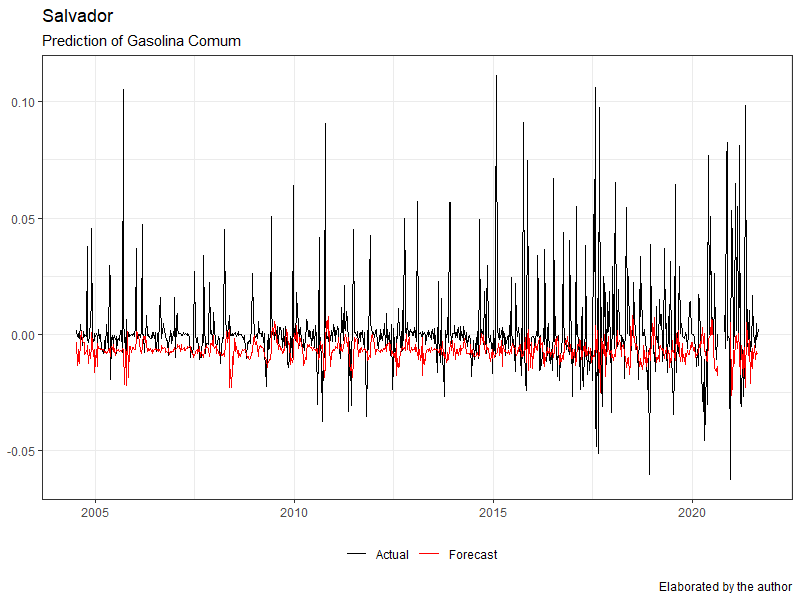 Salvador
Prediction of Gasolina Comum
0.10
0.05
0.00
-0.05
2005 2010 2015 2020
Actual Forecast
Elaborated by the author